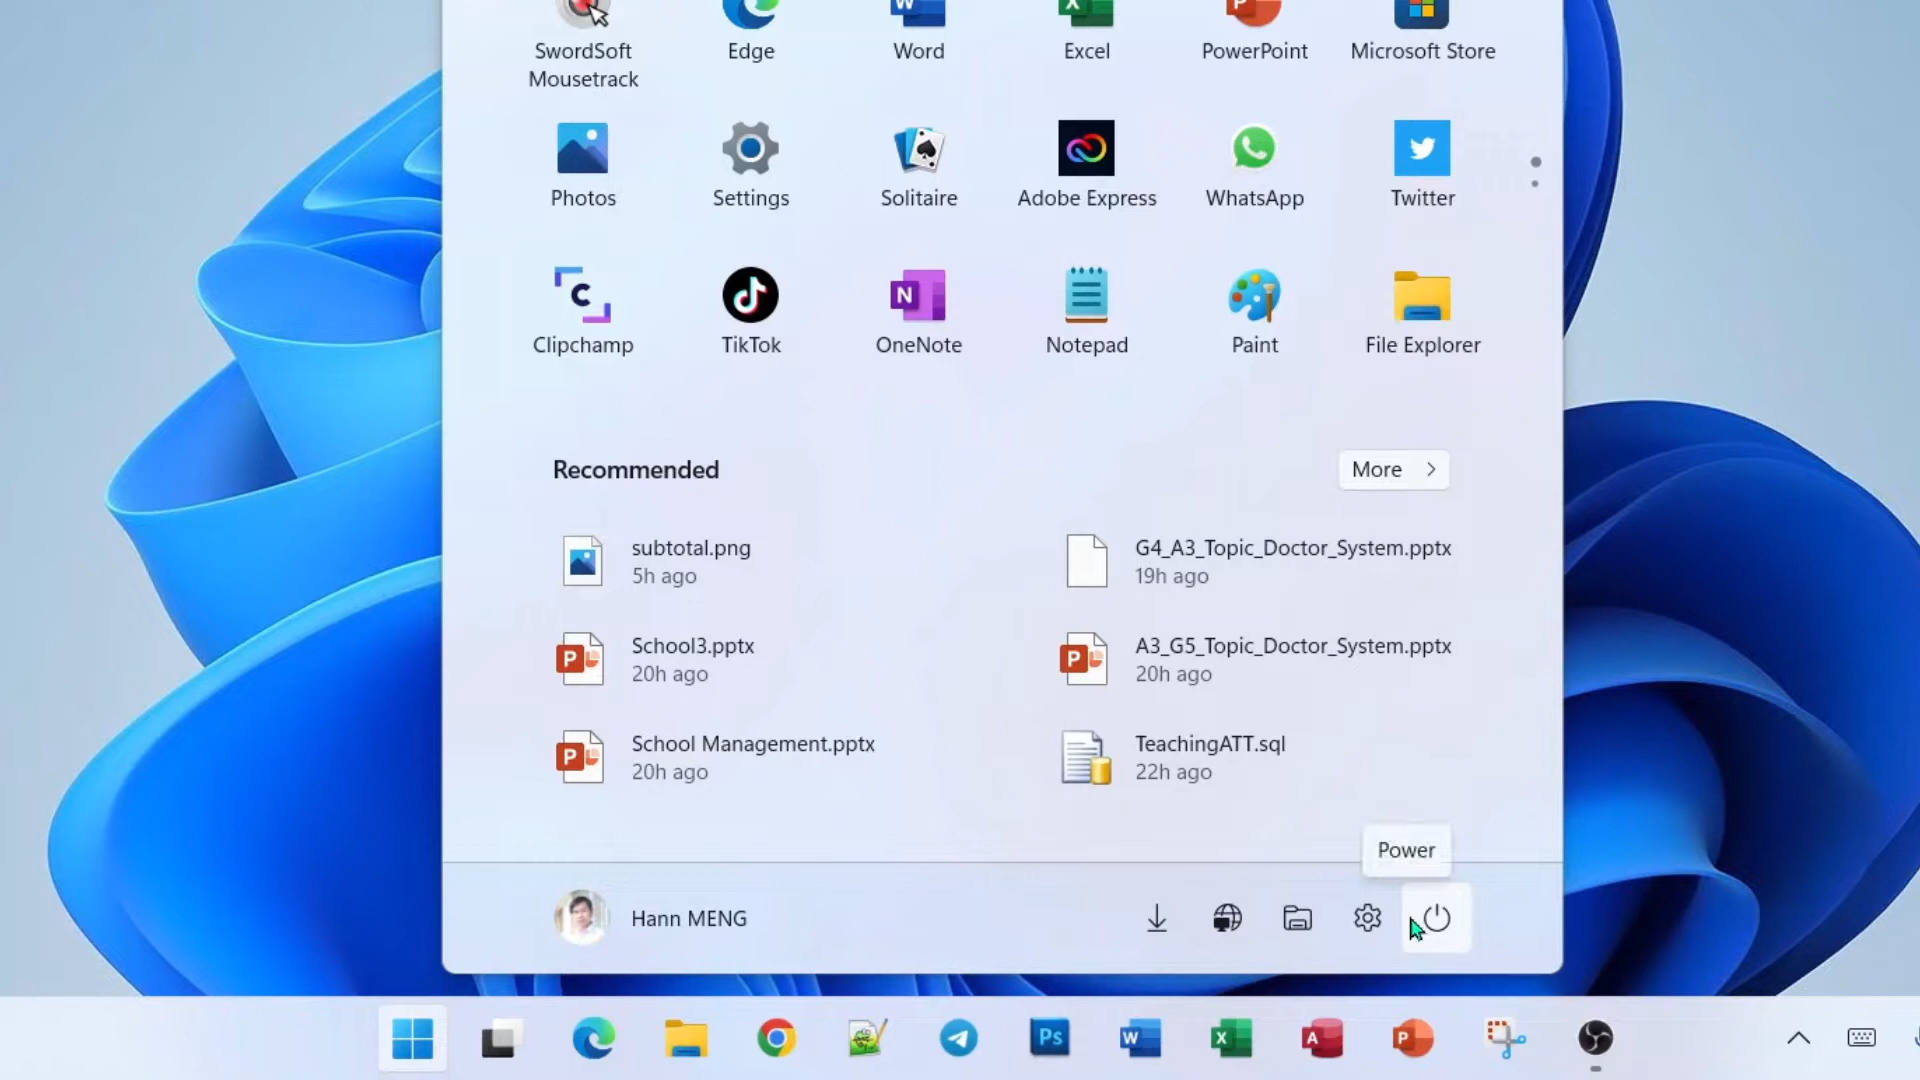 SwordSoft
Mousetrack
Edge
Word
Excel
PowerPoint
Microsoft Store
Photos
Settings
Solitaire
Adobe Express
WhatsApp
Twitter
Clipchamp
TikTok
OneNote
Notepad
Paint
File Explorer
Recommended
More
subtotal.png
5h ago
G4_A3_Topic_Doctor_System.pptx
19h ago
School3.pptx
20h ago
A3_G5_Topic_Doctor_System.pptx
20h ago
School Management.pptx
20h ago
TeachingATT.sql
22h ago
Power
Hann MENG